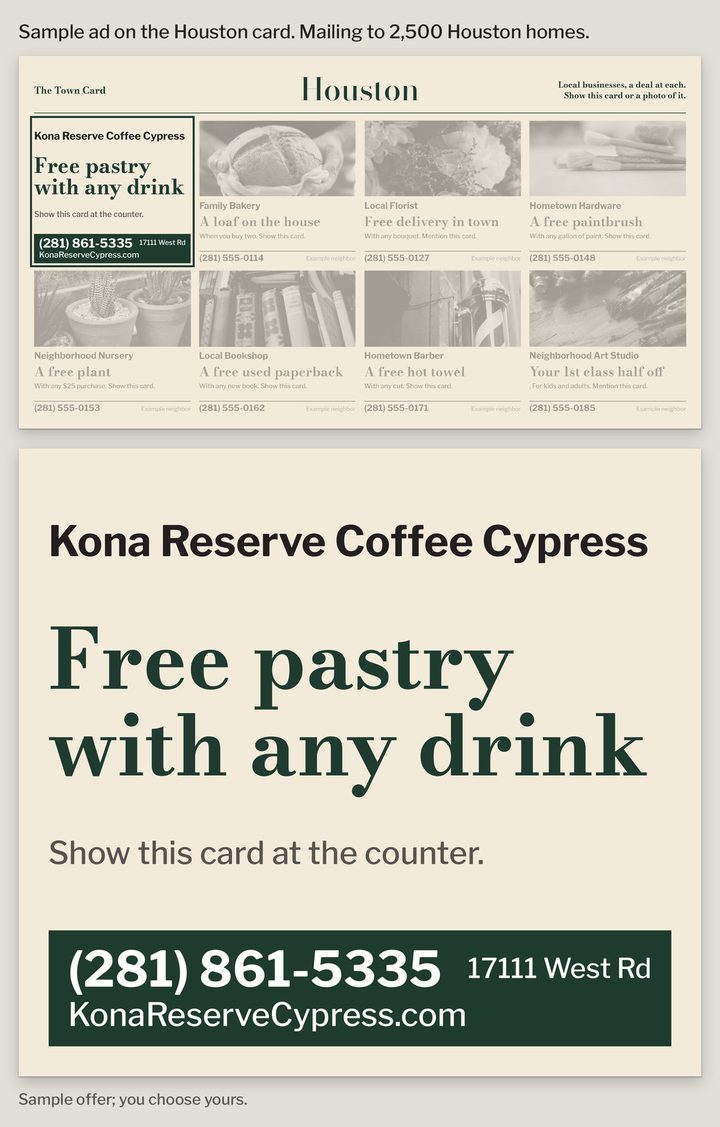 Sample ad on the Houston card. Mailing to 2,500 Houston homes.
The Town Card
Houston
Local businesses, a deal at each.
Show this card or a photo of it.
Kona Reserve Coffee Cypress
Free pastry
with any drink
Show this card at the counter.
(281) 861-5335 17111 West Rd
KonaReserveCypress.com
Family Bakery
A loaf on the house
When you buy two. Show this card.
(281) 555-0114 Example neighbor
Local Florist
Free delivery in town
With any bouquet. Mention this card.
(281) 555-0127 Example neighbor
Hometown Hardware
A free paintbrush
With any gallon of paint. Show this card.
(281) 555-0148 Example neighbor
Neighborhood Nursery
A free plant
With any $25 purchase. Show this card.
(281) 555-0153 Example neighbor
Local Bookshop
A free used paperback
With any new book. Show this card.
(281) 555-0162 Example neighbor
Hometown Barber
A free hot towel
With any cut. Show this card.
(281) 555-0171 Example neighbor
Neighborhood Art Studio
Your 1st class half off
For kids and adults. Mention this card.
(281) 555-0185 Example neighbor
Kona Reserve Coffee Cypress
Free pastry
with any drink
Show this card at the counter.
(281) 861-5335 17111 West Rd
KonaReserveCypress.com
Sample offer; you choose yours.